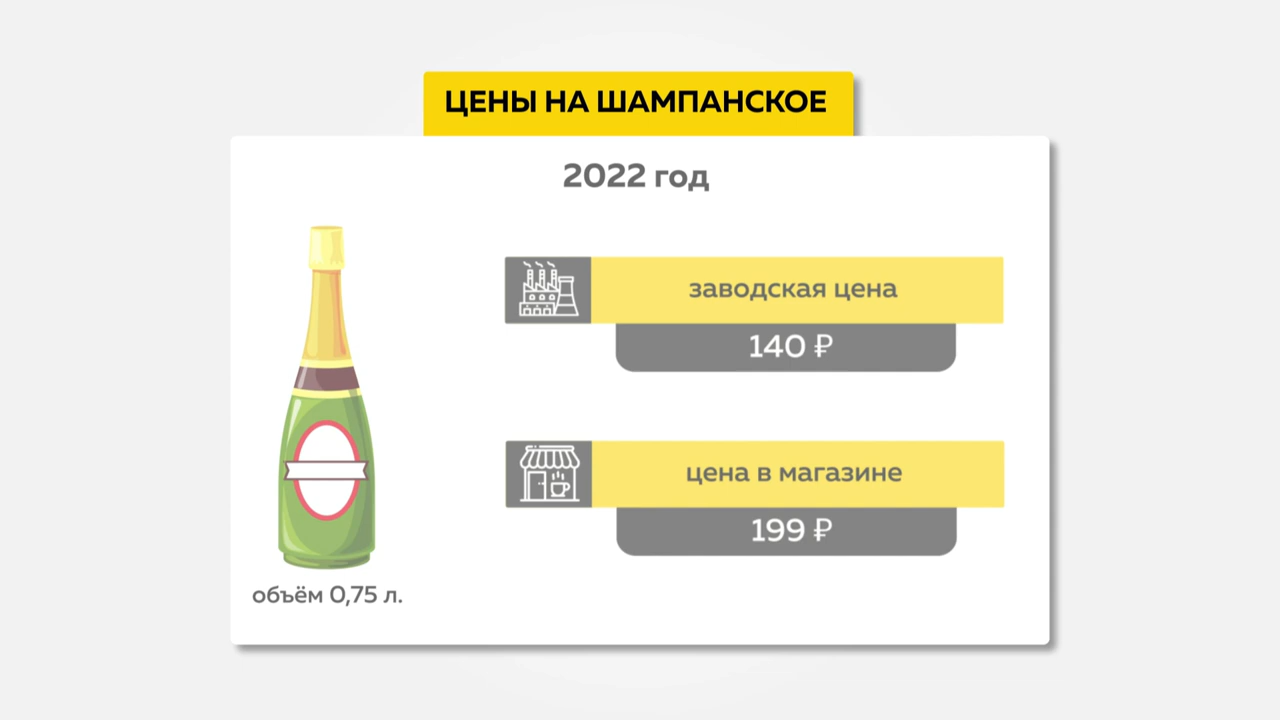 ЦЕНЫ НА ШАМПАНСКОЕ
2022 год
заводская цена
140 ₽
цена в магазине
199 ₽
объём 0,75 л.